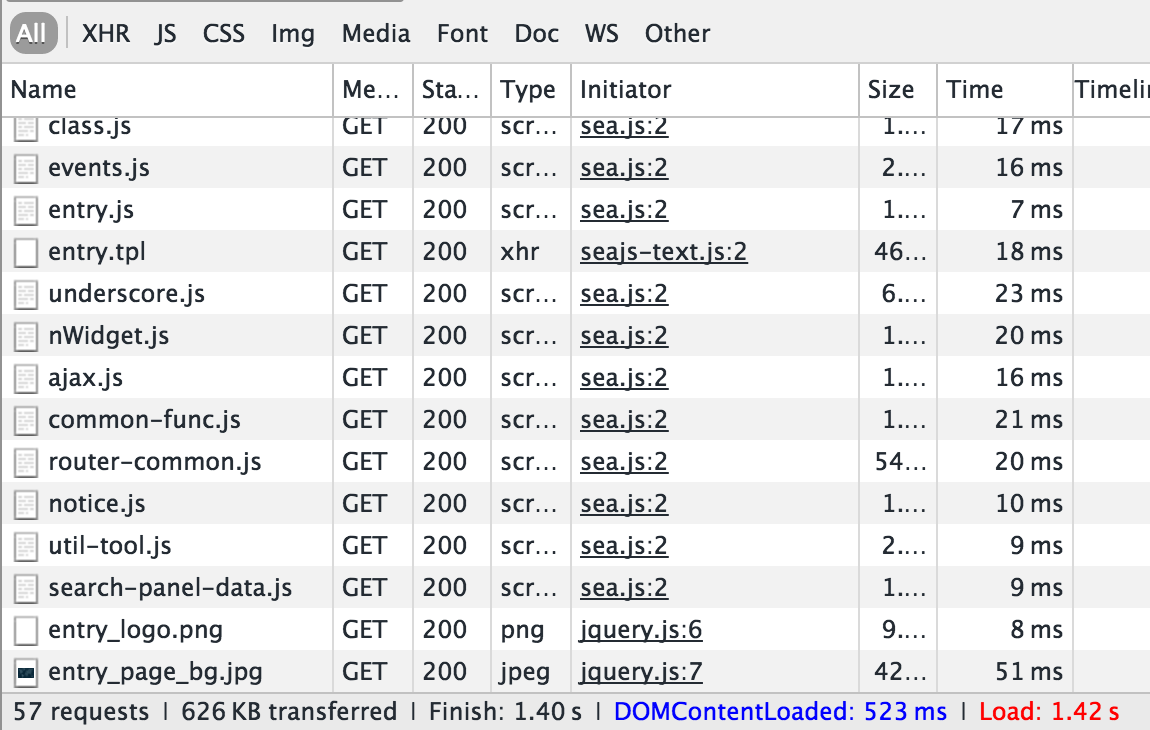 All XHR JS CSS Img Media Font Doc WS Other
Name Me... Sta... Type Initiator Size Time Timelin
class.js GET 200 scr... sea.js:2 1.... 17 ms
events.js GET 200 scr... sea.js:2 2.... 16 ms
entry.js GET 200 scr... sea.js:2 1.... 7 ms
entry.tpl GET 200 xhr seajs-text.js:2 46... 18 ms
underscore.js GET 200 scr... sea.js:2 6.... 23 ms
nWidget.js GET 200 scr... sea.js:2 1.... 20 ms
ajax.js GET 200 scr... sea.js:2 1.... 16 ms
common-func.js GET 200 scr... sea.js:2 1.... 21 ms
router-common.js GET 200 scr... sea.js:2 54... 20 ms
notice.js GET 200 scr... sea.js:2 1.... 10 ms
util-tool.js GET 200 scr... sea.js:2 2.... 9 ms
search-panel-data.js GET 200 scr... sea.js:2 1.... 9 ms
entry_logo.png GET 200 png jquery.js:6 9.... 8 ms
entry_page_bg.jpg GET 200 jpeg jquery.js:7 42... 51 ms
57 requests | 626 KB transferred | Finish: 1.40 s | DOMContentLoaded: 523 ms | Load: 1.42 s